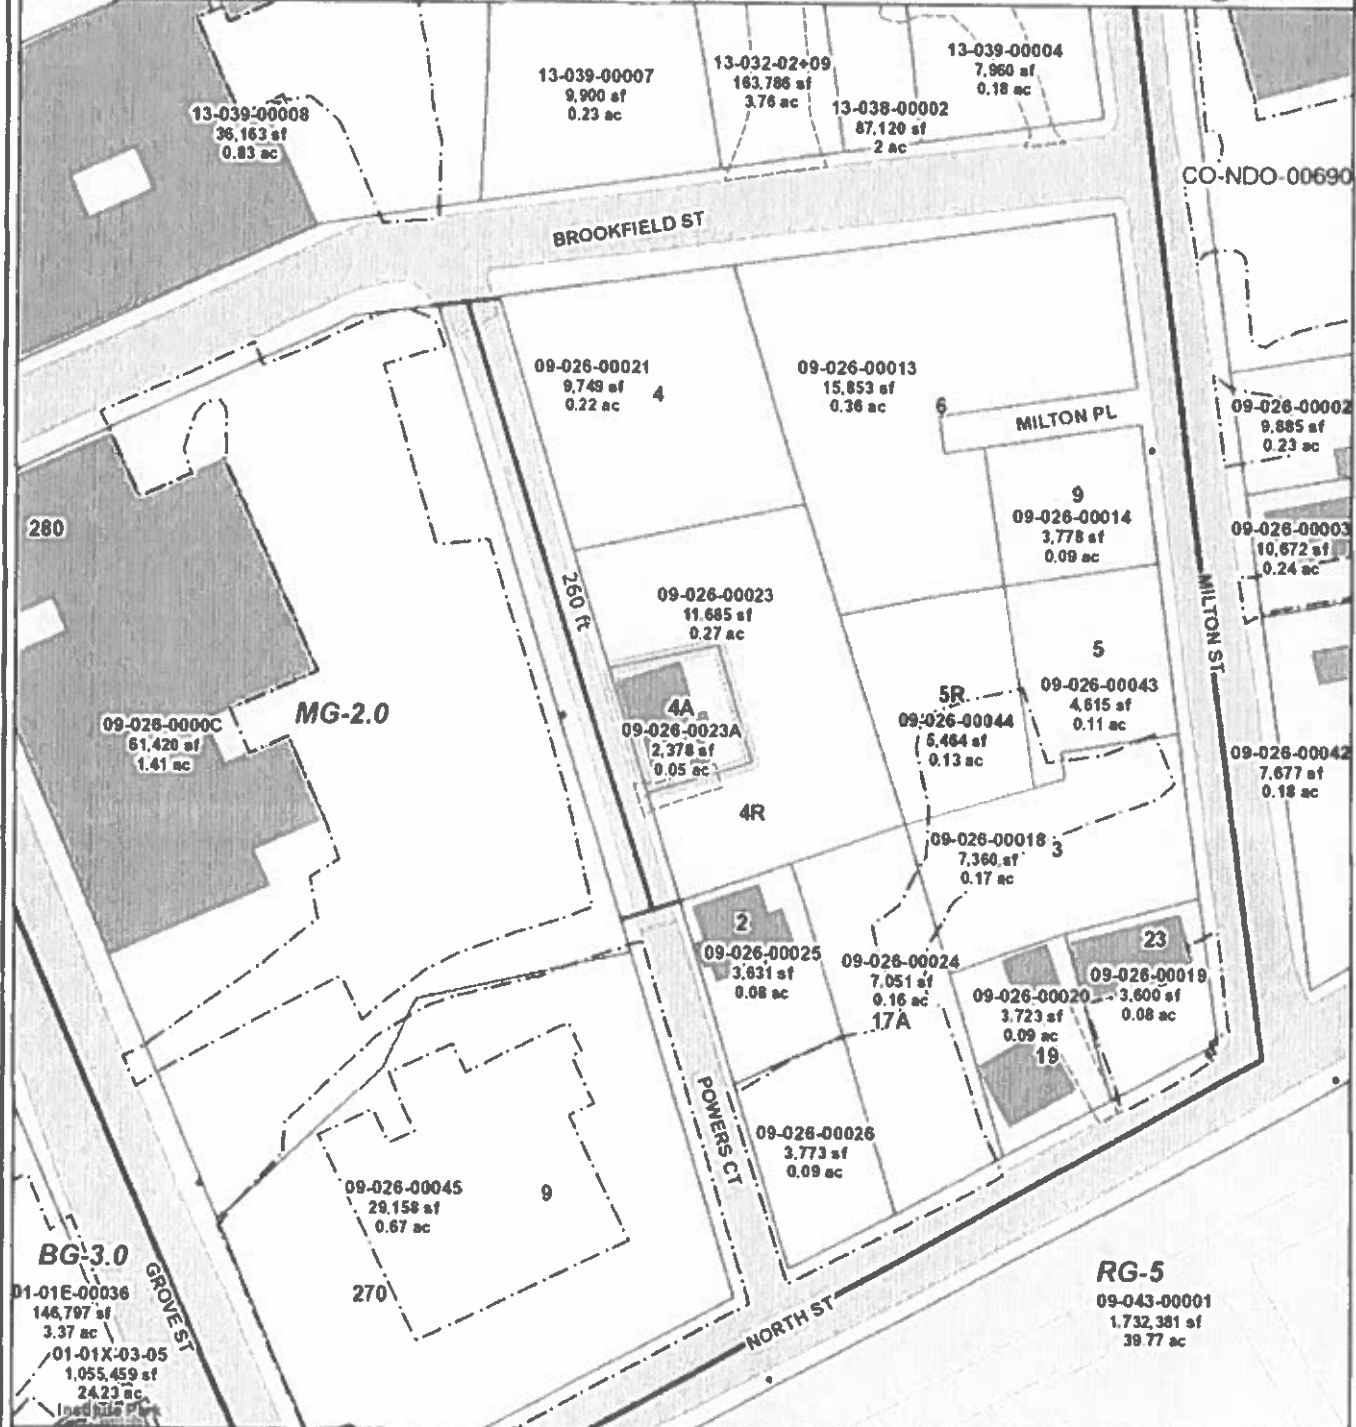 13-039-00004
7,960 sf
0.18 ac
13-032-02+09
163,786 sf
3.76 ac
13-039-00007
9,900 sf
0.23 ac
13-038-00002
87,120 sf
2 ac
13-039-00008
36,163 sf
0.83 ac
CO-NDO-00690
BROOKFIELD ST
09-026-00021
9,749 sf
0.22 ac
4
09-026-00013
15,853 sf
0.36 ac
6
MILTON PL
09-026-00002
9,885 sf
0.23 ac
9
09-026-00014
3,778 sf
0.09 ac
280
09-026-00003
10,672 sf
0.24 ac
260 ft
09-026-00023
11,685 sf
0.27 ac
MILTON ST
5
09-026-00043
4,615 sf
0.11 ac
5R
09-026-00044
5,464 sf
0.13 ac
MG-2.0
4A
09-026-0023A
2,378 sf
0.05 ac
09-026-0000C
61,420 sf
1.41 ac
09-026-00042
7,677 sf
0.18 ac
4R
09-026-00018
7,360 sf
0.17 ac
3
2
09-026-00025
3,631 sf
0.08 ac
09-026-00024
7,051 sf
0.16 ac
17A
23
09-026-00019
3,600 sf
0.08 ac
09-026-00020
3,723 sf
0.09 ac
19
POWERS CT
09-026-00026
3,773 sf
0.09 ac
09-026-00045
29,158 sf
0.67 ac
9
270
BG-3.0
GROVE ST
01-01E-00036
146,797 sf
3.37 ac
01-01X-03-05
1,055,459 sf
24.23 ac
Institute Park
NORTH ST
RG-5
09-043-00001
1,732,381 sf
39.77 ac